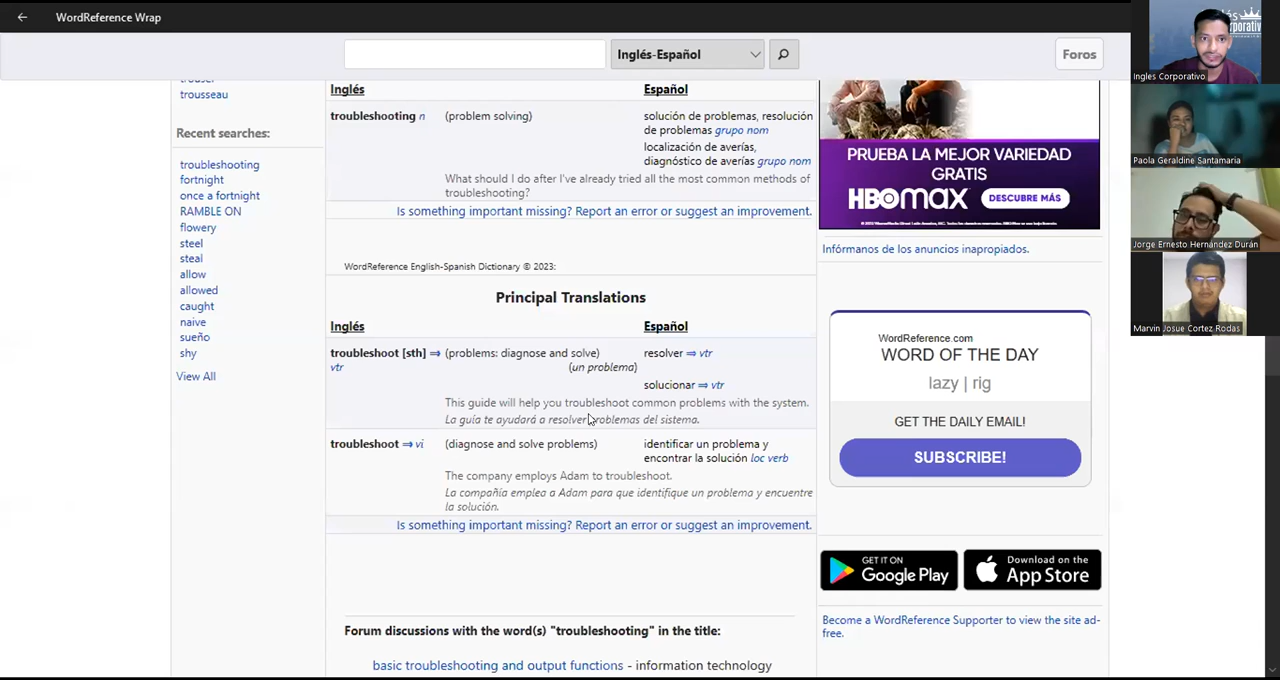 WordReference Wrap
Inglés-Español
Foros
trousseau
Recent searches:
troubleshooting
fortnight
once a fortnight
RAMBLE ON
flowery
steel
steal
allow
allowed
caught
naive
sueño
shy
View All
Inglés Español
troubleshooting n (problem solving) solución de problemas, resolución
de problemas grupo nom
localización de averías,
diagnóstico de averías grupo nom
What should I do after I've already tried all the most common methods of
troubleshooting?
Is something important missing? Report an error or suggest an improvement.
WordReference English-Spanish Dictionary © 2023:
Principal Translations
Inglés Español
troubleshoot [sth] ⇒ (problems: diagnose and solve) resolver ⇒ vtr
vtr (un problema)
solucionar ⇒ vtr
This guide will help you troubleshoot common problems with the system.
La guía te ayudará a resolver problemas del sistema.
troubleshoot ⇒ vi (diagnose and solve problems) identificar un problema y
encontrar la solución loc verb
The company employs Adam to troubleshoot.
La compañía emplea a Adam para que identifique un problema y encuentre
la solución.
Is something important missing? Report an error or suggest an improvement.
Forum discussions with the word(s) "troubleshooting" in the title:
basic troubleshooting and output functions - information technology
PRUEBA LA MEJOR VARIEDAD
GRATIS
HBOMAX DESCUBRE MÁS
Infórmanos de los anuncios inapropiados.
WordReference.com
WORD OF THE DAY
lazy | rig
GET THE DAILY EMAIL!
SUBSCRIBE!
GET IT ON
Google Play
Download on the
App Store
Become a WordReference Supporter to view the site ad-
free.
Ingles Corporativo
Paola Geraldine Santamaria
Jorge Ernesto Hernández Durán
Marvin Josue Cortez Rodas